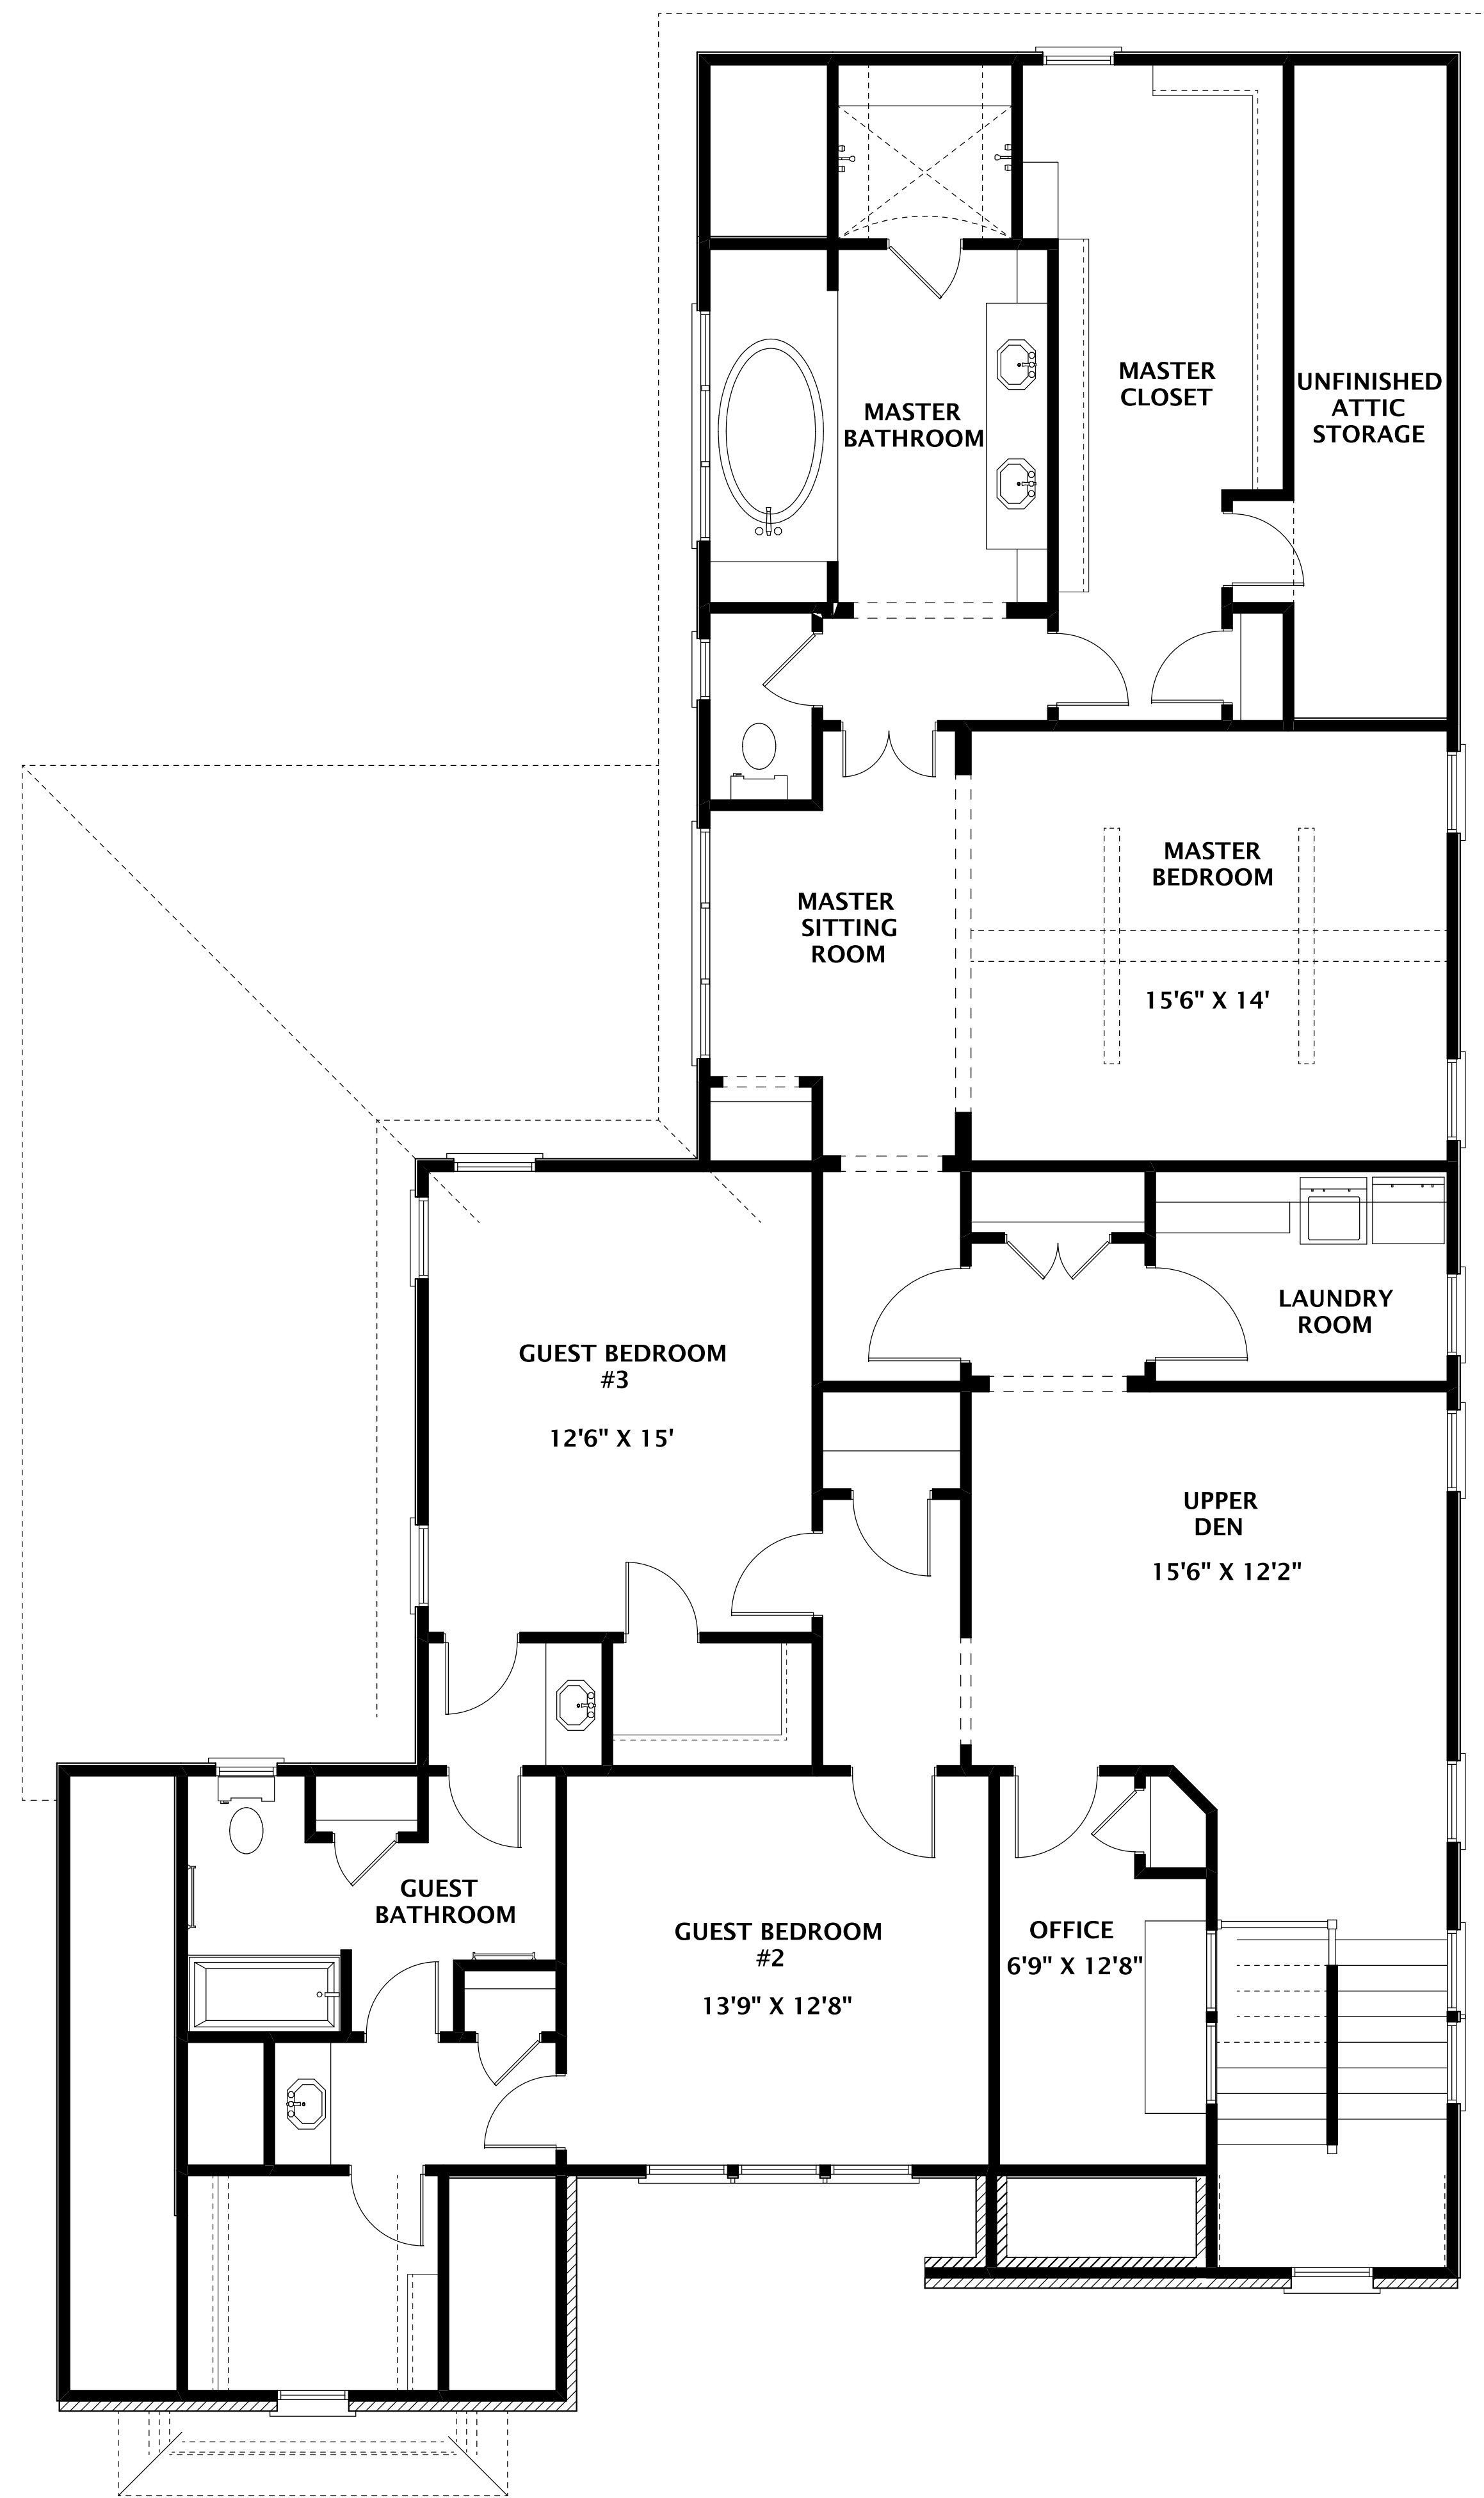 MASTER
CLOSET
UNFINISHED
ATTIC
STORAGE
MASTER
BATHROOM
MASTER
BEDROOM
15'6" X 14'
MASTER
SITTING
ROOM
LAUNDRY
ROOM
GUEST BEDROOM
#3
12'6" X 15'
UPPER
DEN
15'6" X 12'2"
GUEST
BATHROOM
GUEST BEDROOM
#2
13'9" X 12'8"
OFFICE
6'9" X 12'8"